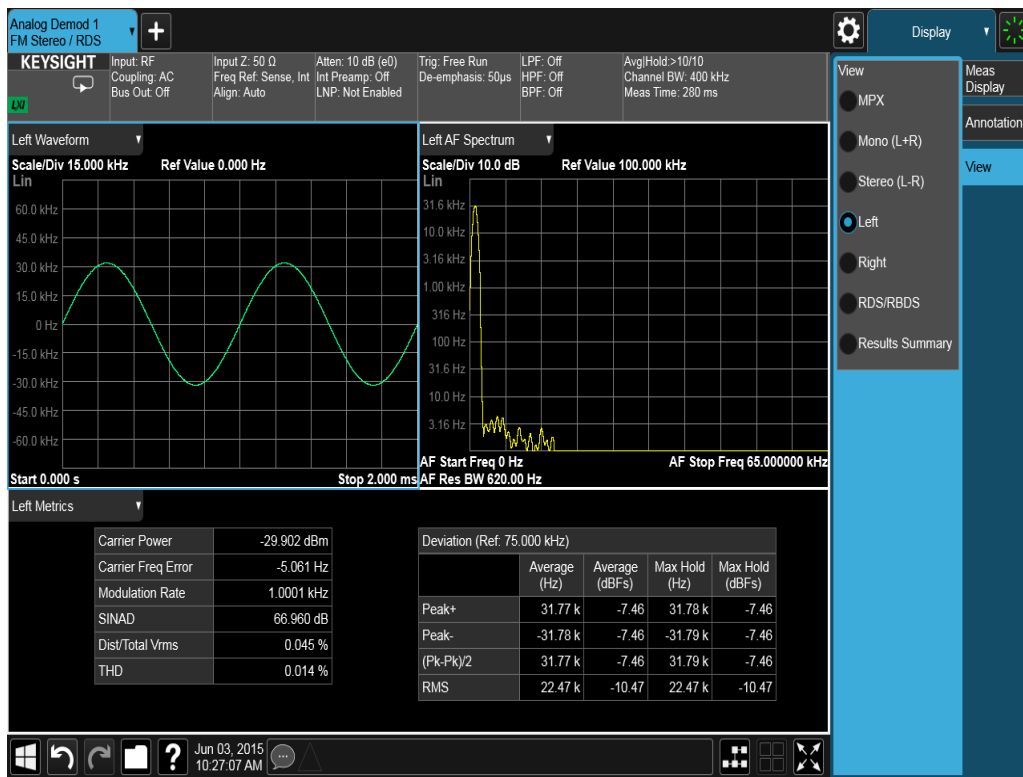 Analog Demod 1
FM Stereo / RDS
Display
KEYSIGHT
LNI
Input: RF
Coupling: AC
Bus Out: Off
Input Z: 50 Ω
Freq Ref: Sense, Int
Align: Auto
Atten: 10 dB (e0)
Int Preamp: Off
LNP: Not Enabled
Trig: Free Run
De-emphasis: 50µs
LPF: Off
HPF: Off
BPF: Off
Avg|Hold:>10/10
Channel BW: 400 kHz
Meas Time: 280 ms
Left Waveform
Scale/Div 15.000 kHz Ref Value 0.000 Hz
Lin
60.0 kHz
45.0 kHz
30.0 kHz
15.0 kHz
0 Hz
-15.0 kHz
-30.0 kHz
-45.0 kHz
-60.0 kHz
Start 0.000 s Stop 2.000 ms
Left AF Spectrum
Scale/Div 10.0 dB Ref Value 100.000 kHz
Lin
31.6 kHz
10.0 kHz
3.16 kHz
1.00 kHz
316 Hz
100 Hz
31.6 Hz
10.0 Hz
3.16 Hz
AF Start Freq 0 Hz AF Stop Freq 65.000000 kHz
AF Res BW 620.00 Hz
Left Metrics
Carrier Power -29.902 dBm
Carrier Freq Error -5.061 Hz
Modulation Rate 1.0001 kHz
SINAD 66.960 dB
Dist/Total Vrms 0.045 %
THD 0.014 %
Deviation (Ref: 75.000 kHz)
Average (Hz) Average (dBFs) Max Hold (Hz) Max Hold (dBFs)
Peak+ 31.77 k -7.46 31.78 k -7.46
Peak- -31.78 k -7.46 -31.79 k -7.46
(Pk-Pk)/2 31.77 k -7.46 31.79 k -7.46
RMS 22.47 k -10.47 22.47 k -10.47
View
MPX
Mono (L+R)
Stereo (L-R)
Left
Right
RDS/RBDS
Results Summary
Meas
Display
Annotation
View
?
Jun 03, 2015
10:27:07 AM